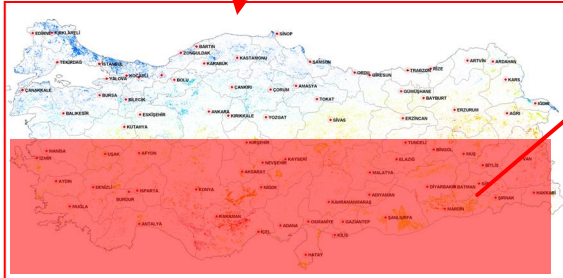 SİNOP
EDİRNE KIRKLARELİ
BARTIN
ZONGULDAK
KASTAMONU
KARABÜK
SAMSUN
ARTVİN ARDAHAN
TEKİRDAĞ
İSTANBUL
KOCAELİ
YALOVA
BOLU
ORDU GİRESUN
TRABZON RİZE
KARS
ÇANAKKALE
BURSA
BİLECİK
ÇANKIRI
ÇORUM
AMASYA
TOKAT
GÜMÜŞHANE
BAYBURT
IĞDIR
BALIKESİR
ESKİŞEHİR
ANKARA
KIRIKKALE
YOZGAT
SİVAS
ERZİNCAN
ERZURUM
AĞRI
KÜTAHYA
KIRŞEHİR
TUNCELİ
MANİSA
İZMİR
UŞAK
AFYON
NEVŞEHİR
KAYSERİ
ELAZIĞ
BİNGÖL
MUŞ
BİTLİS
VAN
AKSARAY
MALATYA
AYDIN
DENİZLİ
ISPARTA
BURDUR
KONYA
NİĞDE
ADIYAMAN
DİYARBAKIR BATMAN
HAKKARİ
MUĞLA
KARAMAN
KAHRAMANMARAŞ
ŞIRNAK
MARDİN
ANTALYA
İÇEL
ADANA
OSMANİYE
GAZİANTEP
ŞANLIURFA
KİLİS
HATAY